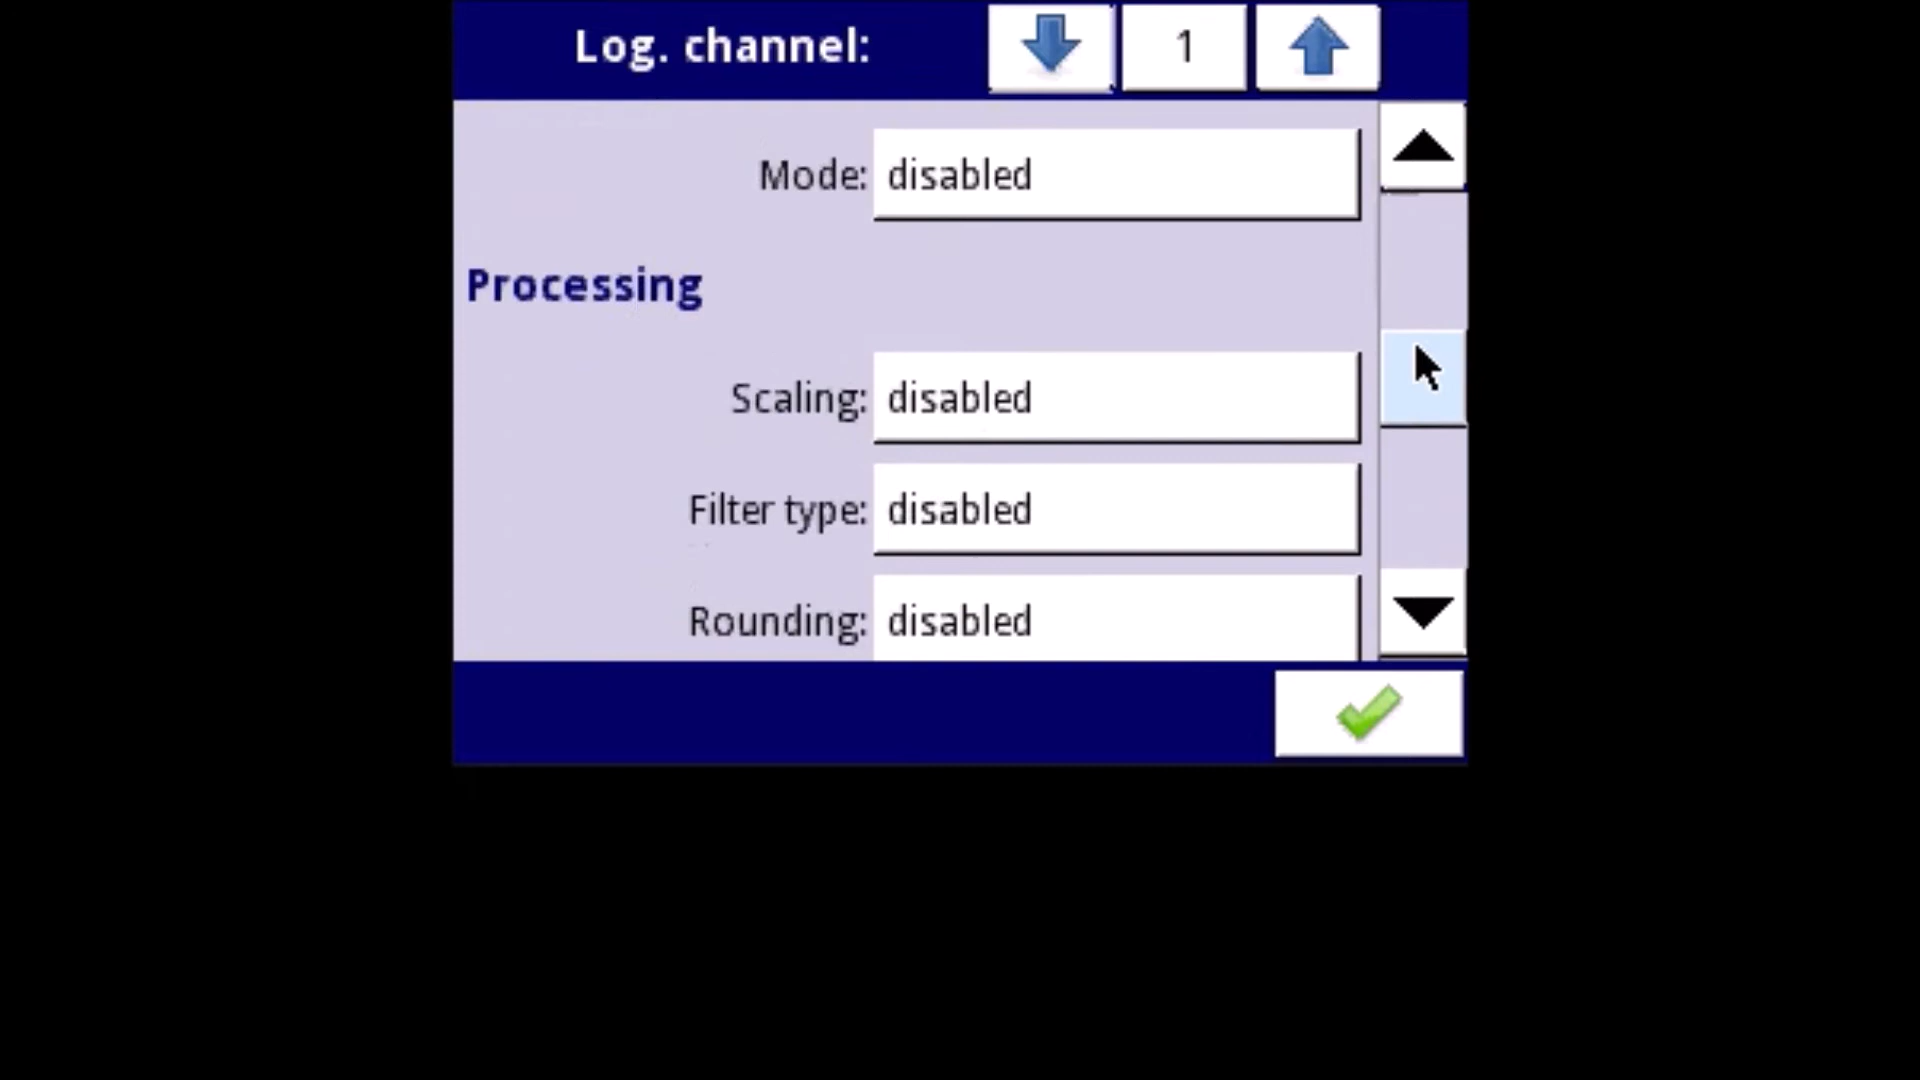 Log. channel: 1
Mode: disabled
Processing
Scaling: disabled
Filter type: disabled
Rounding: disabled